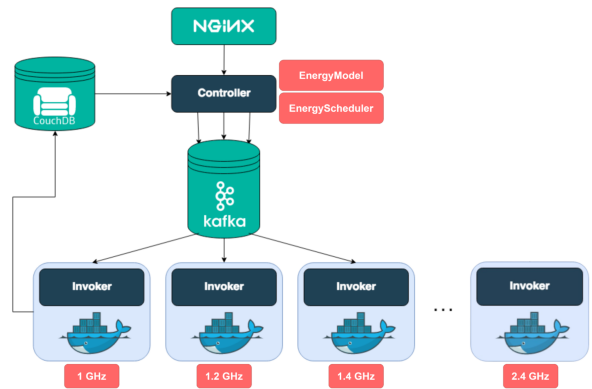 NGiNX
EnergyModel
Controller
EnergyScheduler
CouchDB
kafka
Invoker
Invoker
Invoker
Invoker
...
1 GHz
1.2 GHz
1.4 GHz
2.4 GHz